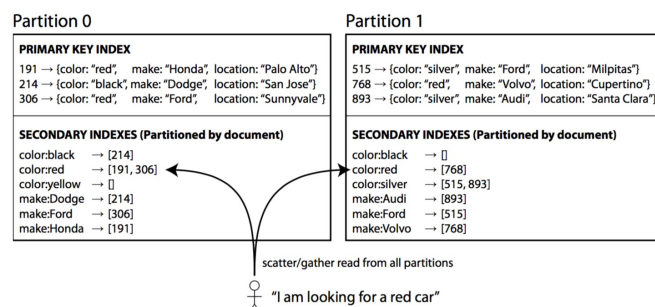 Partition 0
PRIMARY KEY INDEX
191 → {color: “red”, make: “Honda”, location: “Palo Alto”}
214 → {color: “black”, make: “Dodge”, location: “San Jose”}
306 → {color: “red”, make: “Ford”, location: “Sunnyvale”}
SECONDARY INDEXES (Partitioned by document)
color:black → [214]
color:red → [191, 306]
color:yellow → []
make:Dodge → [214]
make:Ford → [306]
make:Honda → [191]
Partition 1
PRIMARY KEY INDEX
515 → {color: “silver”, make: “Ford”, location: “Milpitas”}
768 → {color: “red”, make: “Volvo”, location: “Cupertino”}
893 → {color: “silver”, make: “Audi”, location: “Santa Clara”}
SECONDARY INDEXES (Partitioned by document)
color:black → []
color:red → [768]
color:silver → [515, 893]
make:Audi → [893]
make:Ford → [515]
make:Volvo → [768]
scatter/gather read from all partitions
“I am looking for a red car”